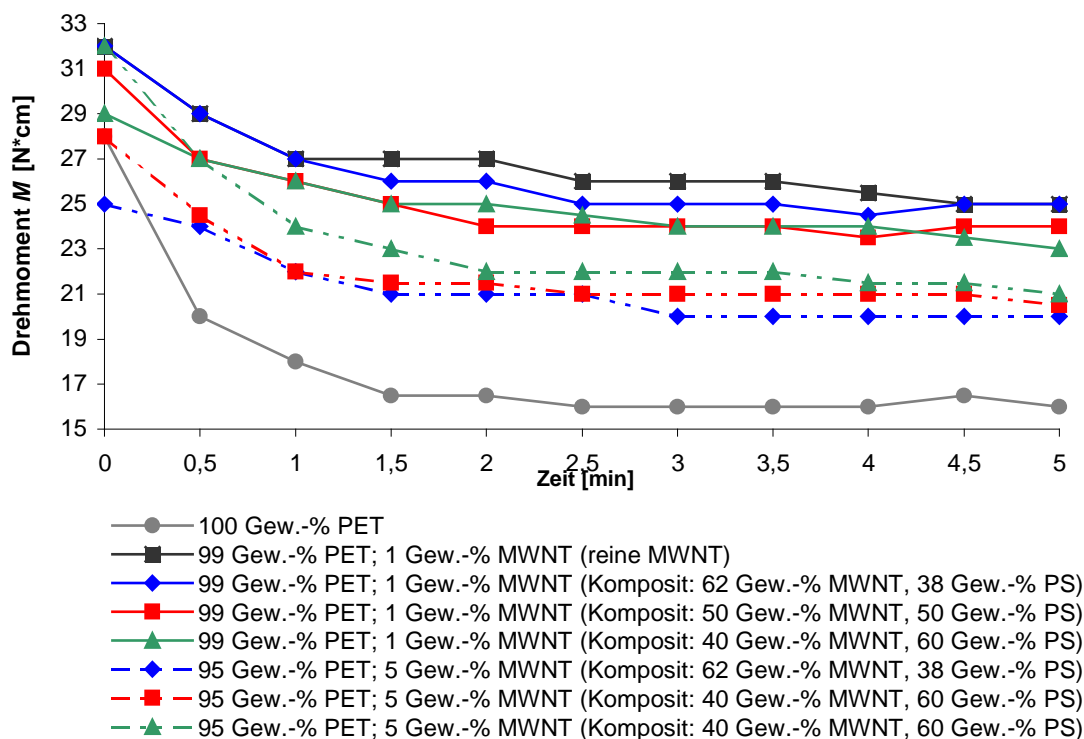 33
31
29
27
25
23
21
19
17
15
Drehmoment M [N*cm]
0 0,5 1 1,5 2 2,5 3 3,5 4 4,5 5
Zeit [min]
100 Gew.-% PET
99 Gew.-% PET; 1 Gew.-% MWNT (reine MWNT)
99 Gew.-% PET; 1 Gew.-% MWNT (Komposit: 62 Gew.-% MWNT, 38 Gew.-% PS)
99 Gew.-% PET; 1 Gew.-% MWNT (Komposit: 50 Gew.-% MWNT, 50 Gew.-% PS)
99 Gew.-% PET; 1 Gew.-% MWNT (Komposit: 40 Gew.-% MWNT, 60 Gew.-% PS)
95 Gew.-% PET; 5 Gew.-% MWNT (Komposit: 62 Gew.-% MWNT, 38 Gew.-% PS)
95 Gew.-% PET; 5 Gew.-% MWNT (Komposit: 40 Gew.-% MWNT, 60 Gew.-% PS)
95 Gew.-% PET; 5 Gew.-% MWNT (Komposit: 40 Gew.-% MWNT, 60 Gew.-% PS)